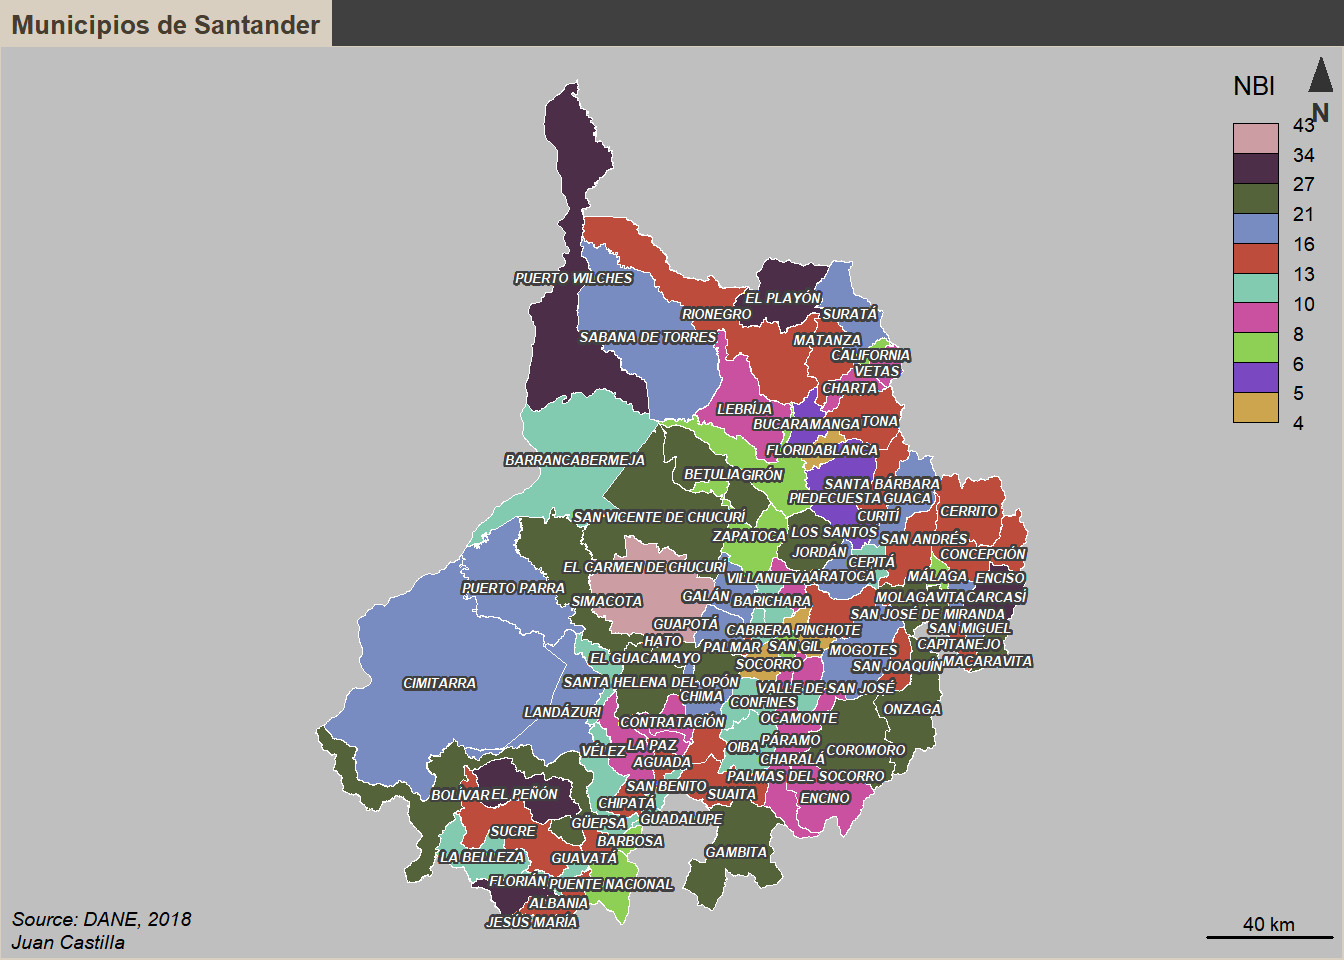 Municipios de Santander
NBI
N
43
34
27
21
16
13
10
8
6
5
4
PUERTO WILCHES
EL PLAYÓN
RIONEGRO
SURATÁ
SABANA DE TORRES
MATANZA
CALIFORNIA
VETAS
CHARTA
LEBRÍJA
BUCARAMANGA
TONA
FLORIDABLANCA
BARRANCABERMEJA
BETULIA
GIRÓN
SANTA BÁRBARA
PIEDECUESTA
GUACA
SAN VICENTE DE CHUCURÍ
CURITÍ
CERRITO
ZAPATOCA
LOS SANTOS
SAN ANDRÉS
JORDÁN
CONCEPCIÓN
EL CARMEN DE CHUCURÍ
CEPITÁ
VILLANUEVA
ARATOCA
MÁLAGA
ENCISO
PUERTO PARRA
SIMACOTA
GALÁN
BARICHARA
MOLAGAVITA
CARCASÍ
SAN JOSÉ DE MIRANDA
GUAPOTÁ
CABRERA
PINCHOTE
SAN MIGUEL
HATO
PALMAR
SAN GIL
MOGOTES
CAPITANEJO
EL GUACAMAYO
SOCORRO
SAN JOAQUÍN
MACARAVITA
CIMITARRA
SANTA HELENA DEL OPÓN
VALLE DE SAN JOSÉ
CHIMA
CONFINES
ONZAGA
LANDÁZURI
CONTRATACIÓN
OCAMONTE
VÉLEZ
LA PAZ
OIBA
PÁRAMO
COROMORO
AGUADA
CHARALÁ
PALMAS DEL SOCORRO
BOLÍVAR
EL PEÑÓN
SAN BENITO
SUAITA
ENCINO
CHIPATÁ
GÜEPSA
GUADALUPE
SUCRE
BARBOSA
LA BELLEZA
GUAVATÁ
GAMBITA
FLORIÁN
PUENTE NACIONAL
ALBANIA
JESÚS MARÍA
Source: DANE, 2018
Juan Castilla
40 km